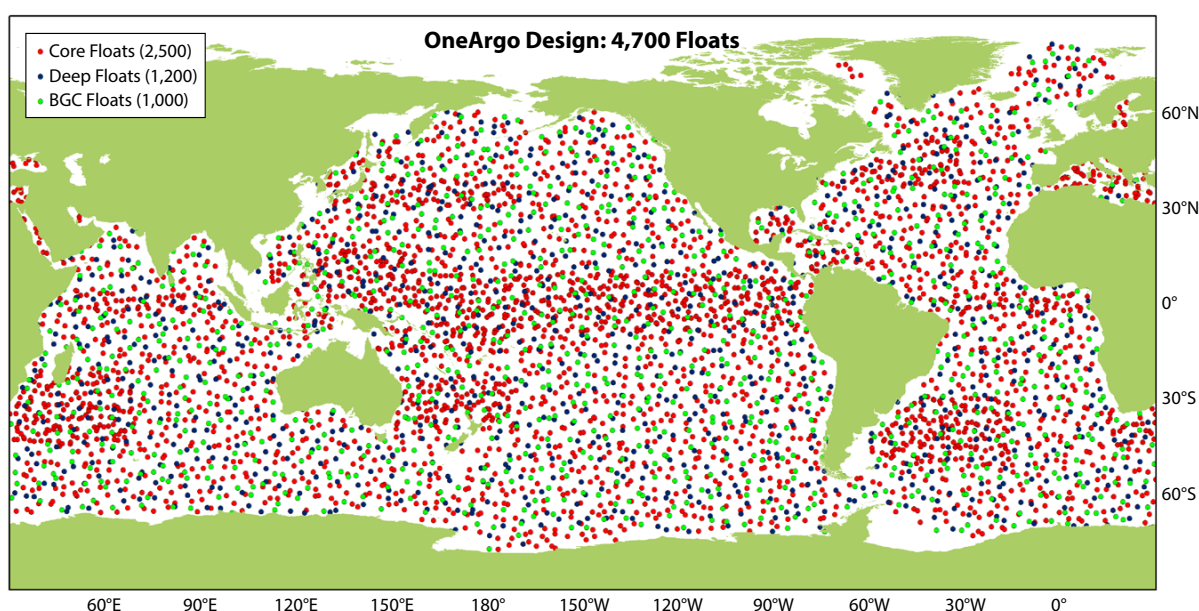 OneArgo Design: 4,700 Floats
Core Floats (2,500)
Deep Floats (1,200)
BGC Floats (1,000)
60°N
30°N
0°
30°S
60°S
60°E 90°E 120°E 150°E 180° 150°W 120°W 90°W 60°W 30°W 0°